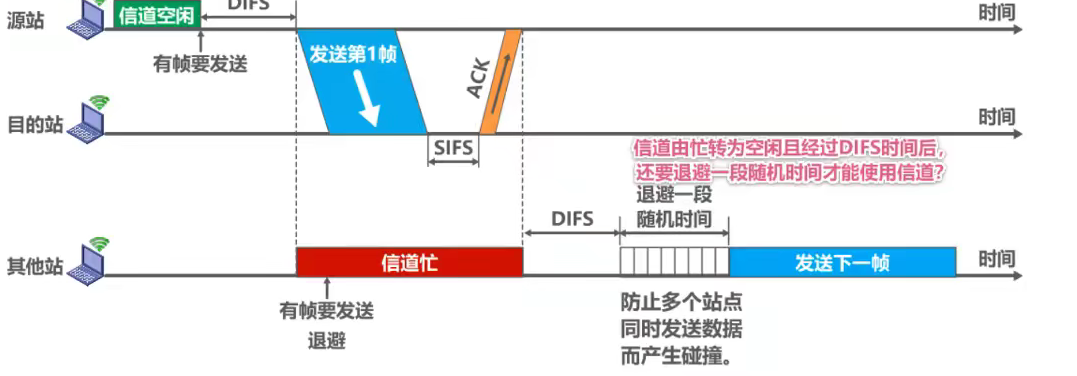 源站
信道空闲
DIFS
时间
有帧要发送
发送第1帧
ACK
目的站
时间
SIFS
信道由忙转为空闲且经过DIFS时间后，
还要退避一段随机时间才能使用信道?
退避一段
随机时间
DIFS
其他站
信道忙
发送下一帧
时间
有帧要发送
退避
防止多个站点
同时发送数据
而产生碰撞。